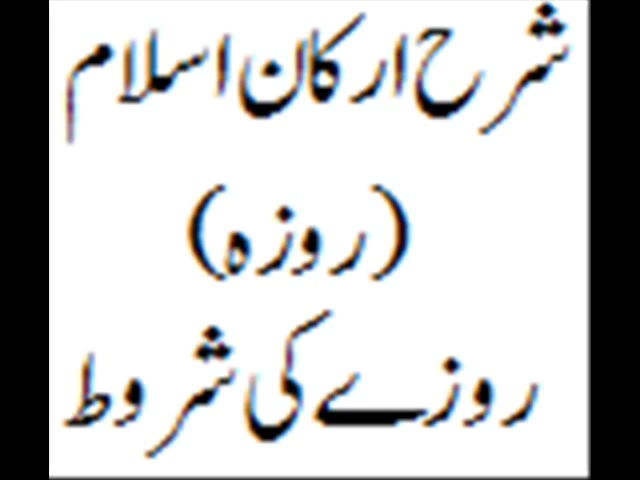 شرح ارکان اسلام
(روزہ)
روزے کی شروط